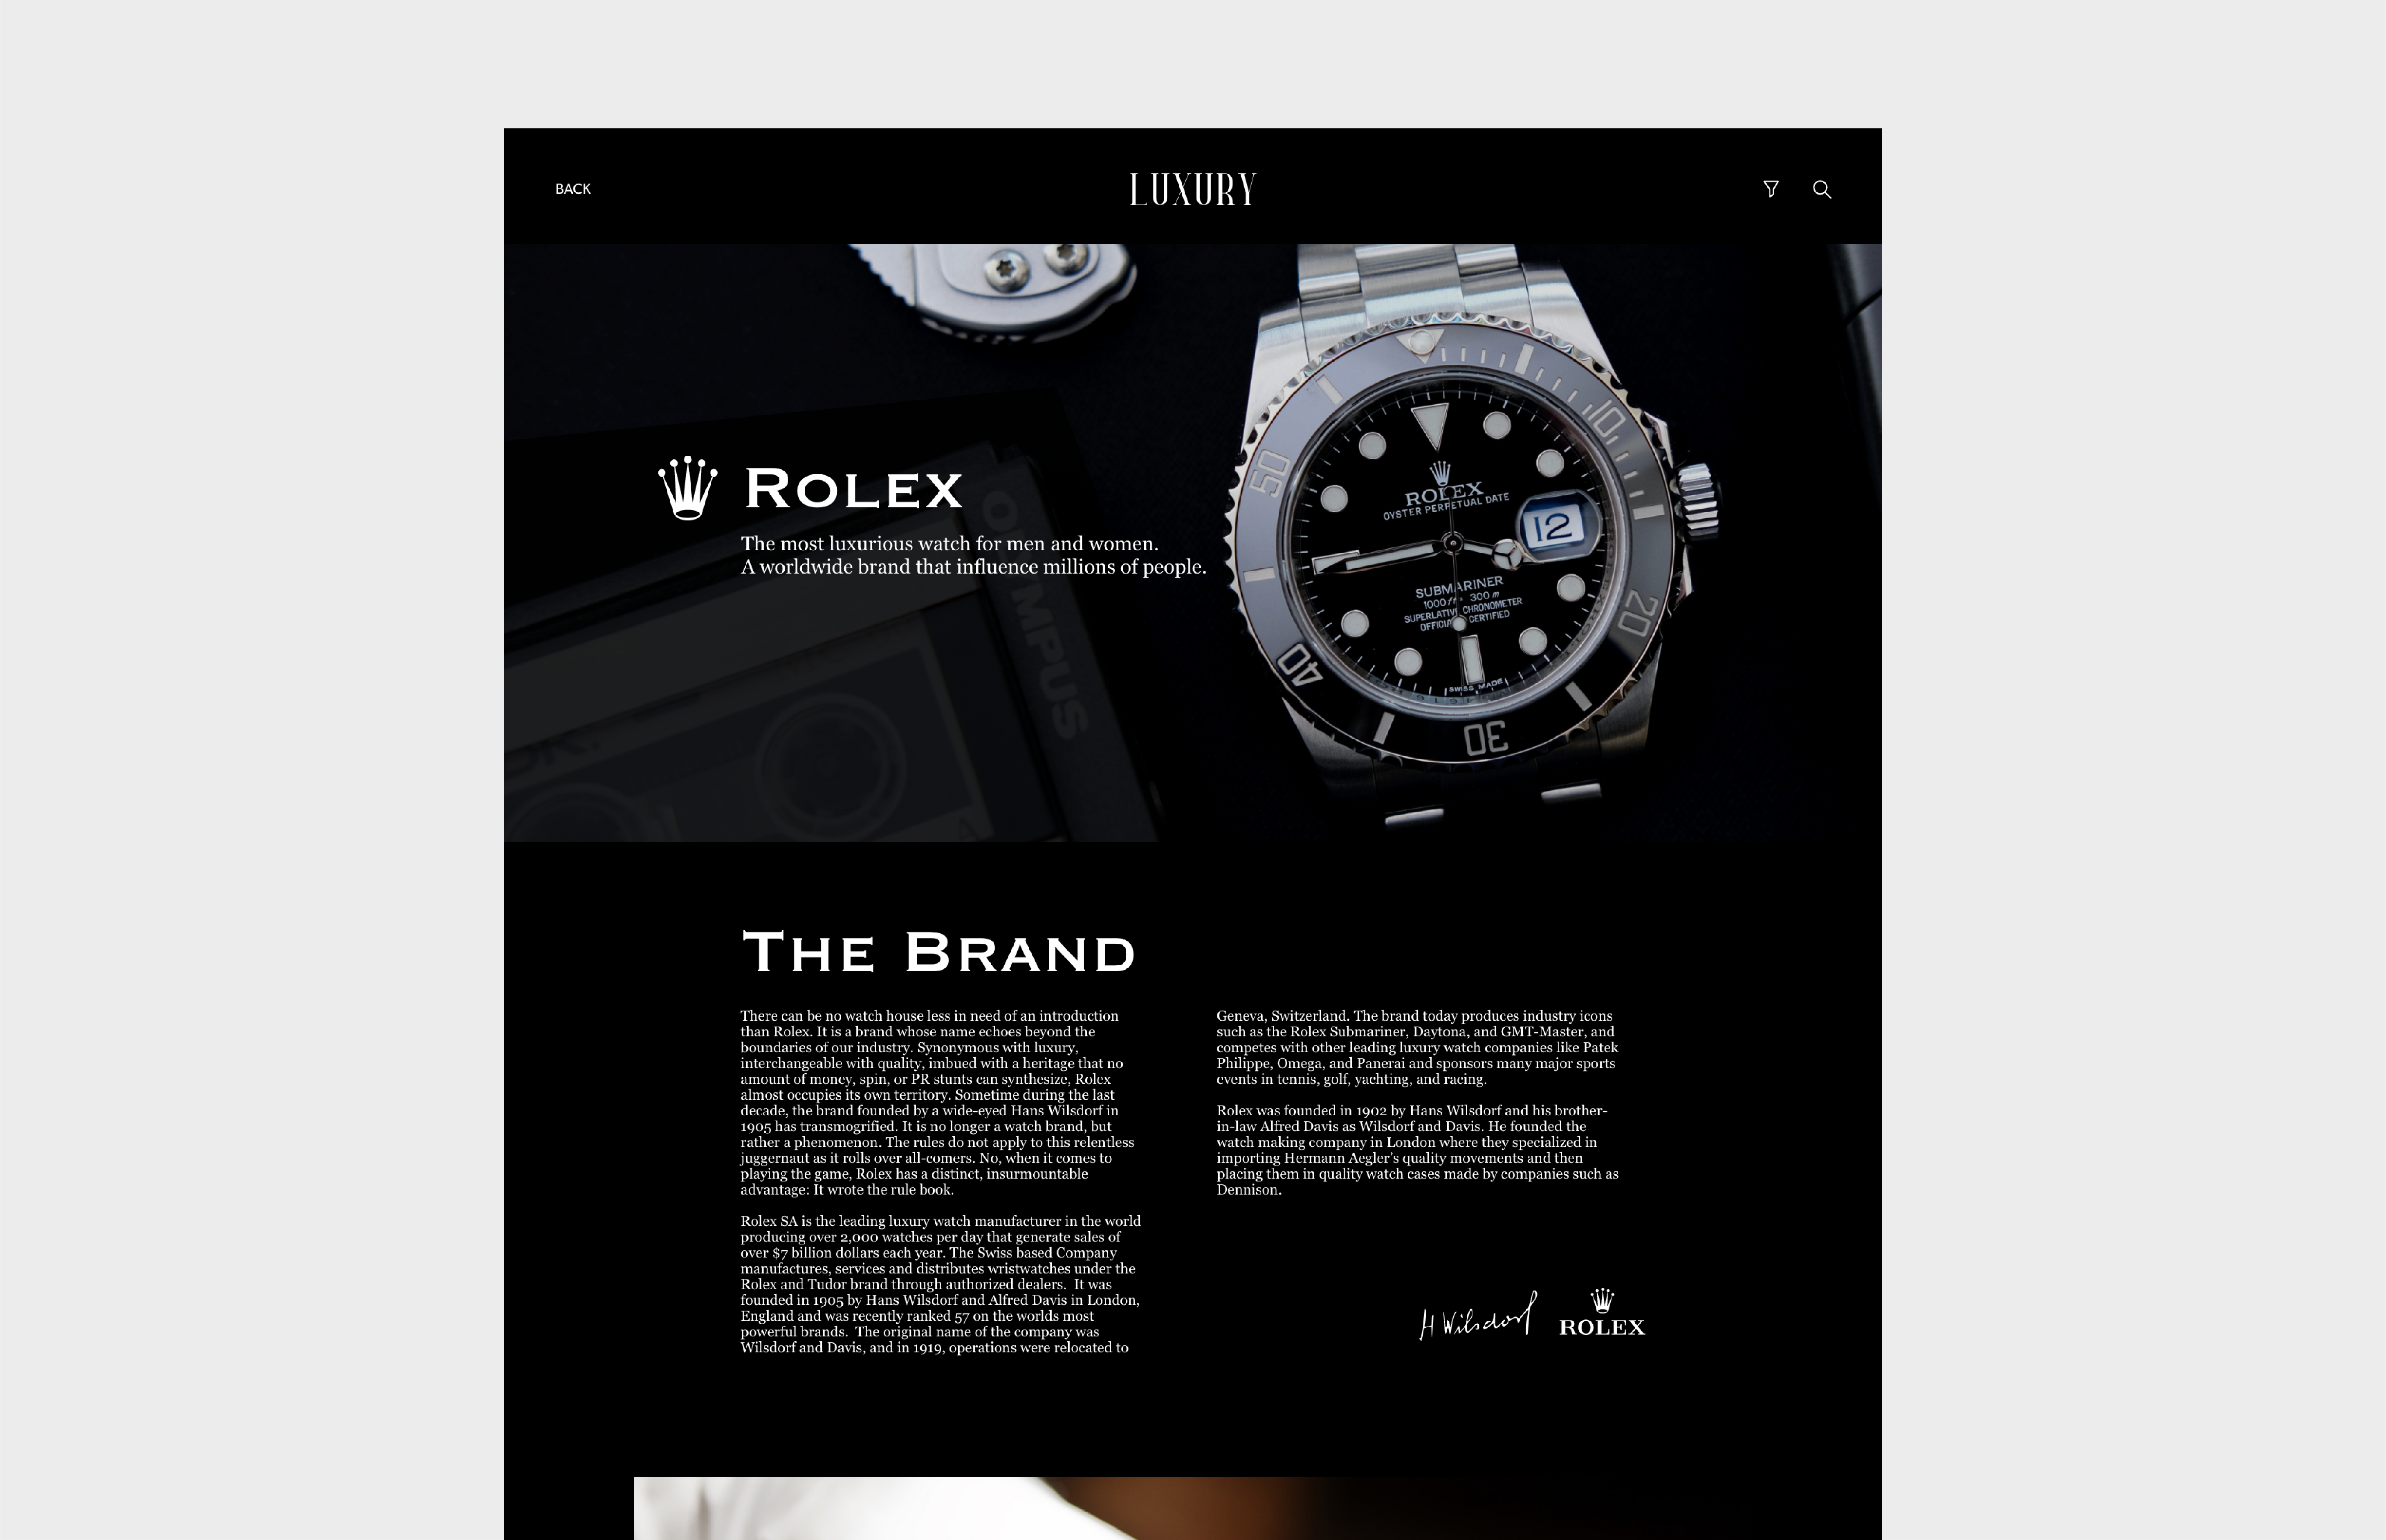 BACK
LUXURY
ROLEX
The most luxurious watch for men and women.
A worldwide brand that influence millions of people.
10
50
ROLEX
OYSTER PERPETUAL DATE
12
SUBMARINER
1000 ft = 300 m
SUPERLATIVE CHRONOMETER
OFFICIALLY CERTIFIED
SWISS MADE
20
40
30
OLYMPUS
THE BRAND
There can be no watch house less in need of an introduction
than Rolex. It is a brand whose name echoes beyond the
boundaries of our industry. Synonymous with luxury,
interchangeable with quality, imbued with a heritage that no
amount of money, spin, or PR stunts can synthesize, Rolex
almost occupies its own territory. Sometime during the last
decade, the brand founded by a wide-eyed Hans Wilsdorf in
1905 has transmogrified. It is no longer a watch brand, but
rather a phenomenon. The rules do not apply to this relentless
juggernaut as it rolls over all-comers. No, when it comes to
playing the game, Rolex has a distinct, insurmountable
advantage: It wrote the rule book.
Rolex SA is the leading luxury watch manufacturer in the world
producing over 2,000 watches per day that generate sales of
over $7 billion dollars each year. The Swiss based Company
manufactures, services and distributes wristwatches under the
Rolex and Tudor brand through authorized dealers.  It was
founded in 1905 by Hans Wilsdorf and Alfred Davis in London,
England and was recently ranked 57 on the worlds most
powerful brands.  The original name of the company was
Wilsdorf and Davis, and in 1919, operations were relocated to
Geneva, Switzerland. The brand today produces industry icons
such as the Rolex Submariner, Daytona, and GMT-Master, and
competes with other leading luxury watch companies like Patek
Philippe, Omega, and Panerai and sponsors many major sports
events in tennis, golf, yachting, and racing.
Rolex was founded in 1902 by Hans Wilsdorf and his brother-
in-law Alfred Davis as Wilsdorf and Davis. He founded the
watch making company in London where they specialized in
importing Hermann Aegler's quality movements and then
placing them in quality watch cases made by companies such as
Dennison.
H Wilsdorf
ROLEX